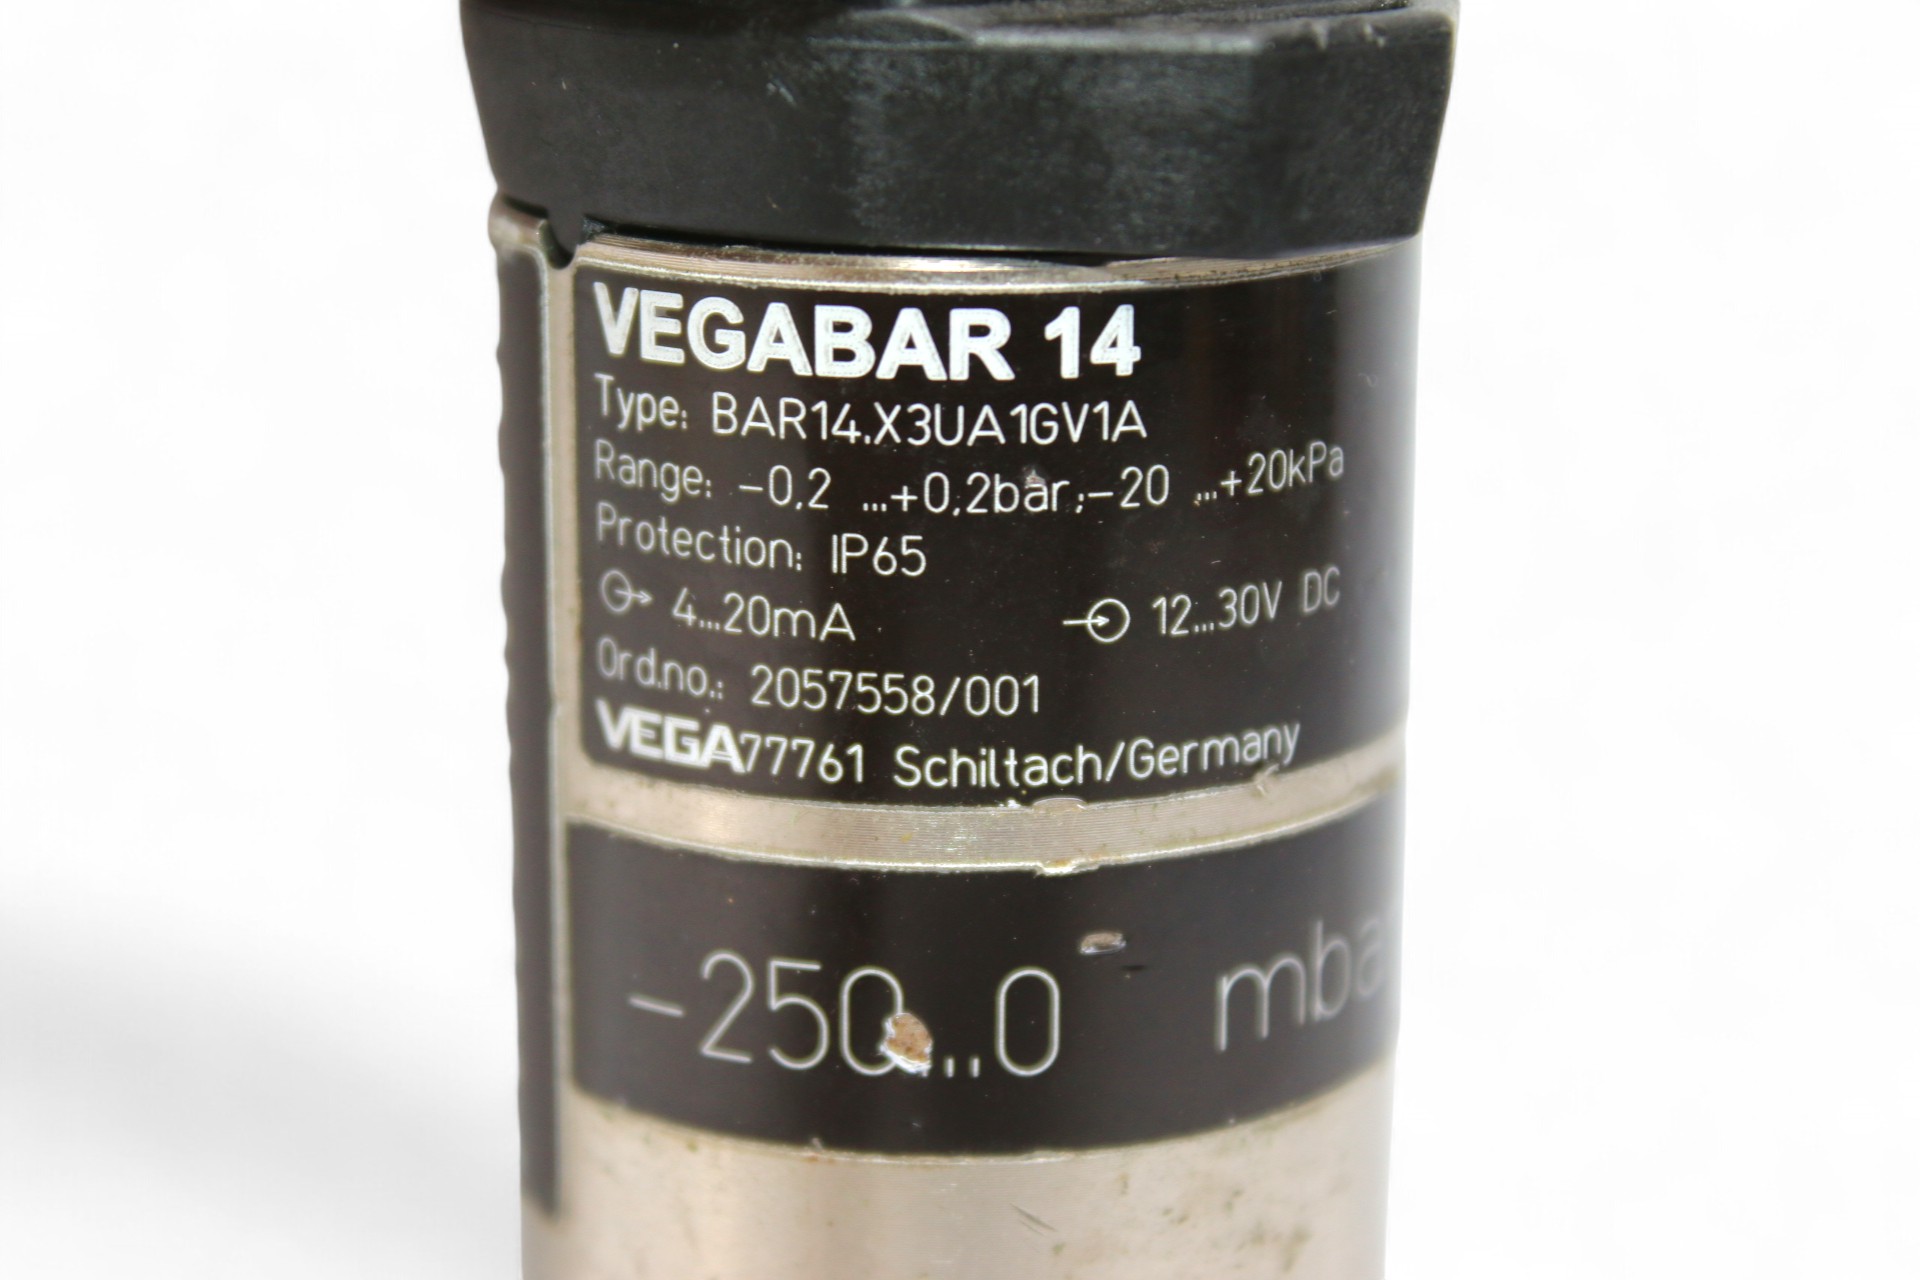 VEGABAR 14
Type: BAR14.X3UA1GV1A
Range: -0,2 ...+0,2bar;-20 ...+20kPa
Protection: IP65
4...20mA 12...30V DC
Ord.no.: 2057558/001
VEGA 77761 Schiltach/Germany
-250...0 mba